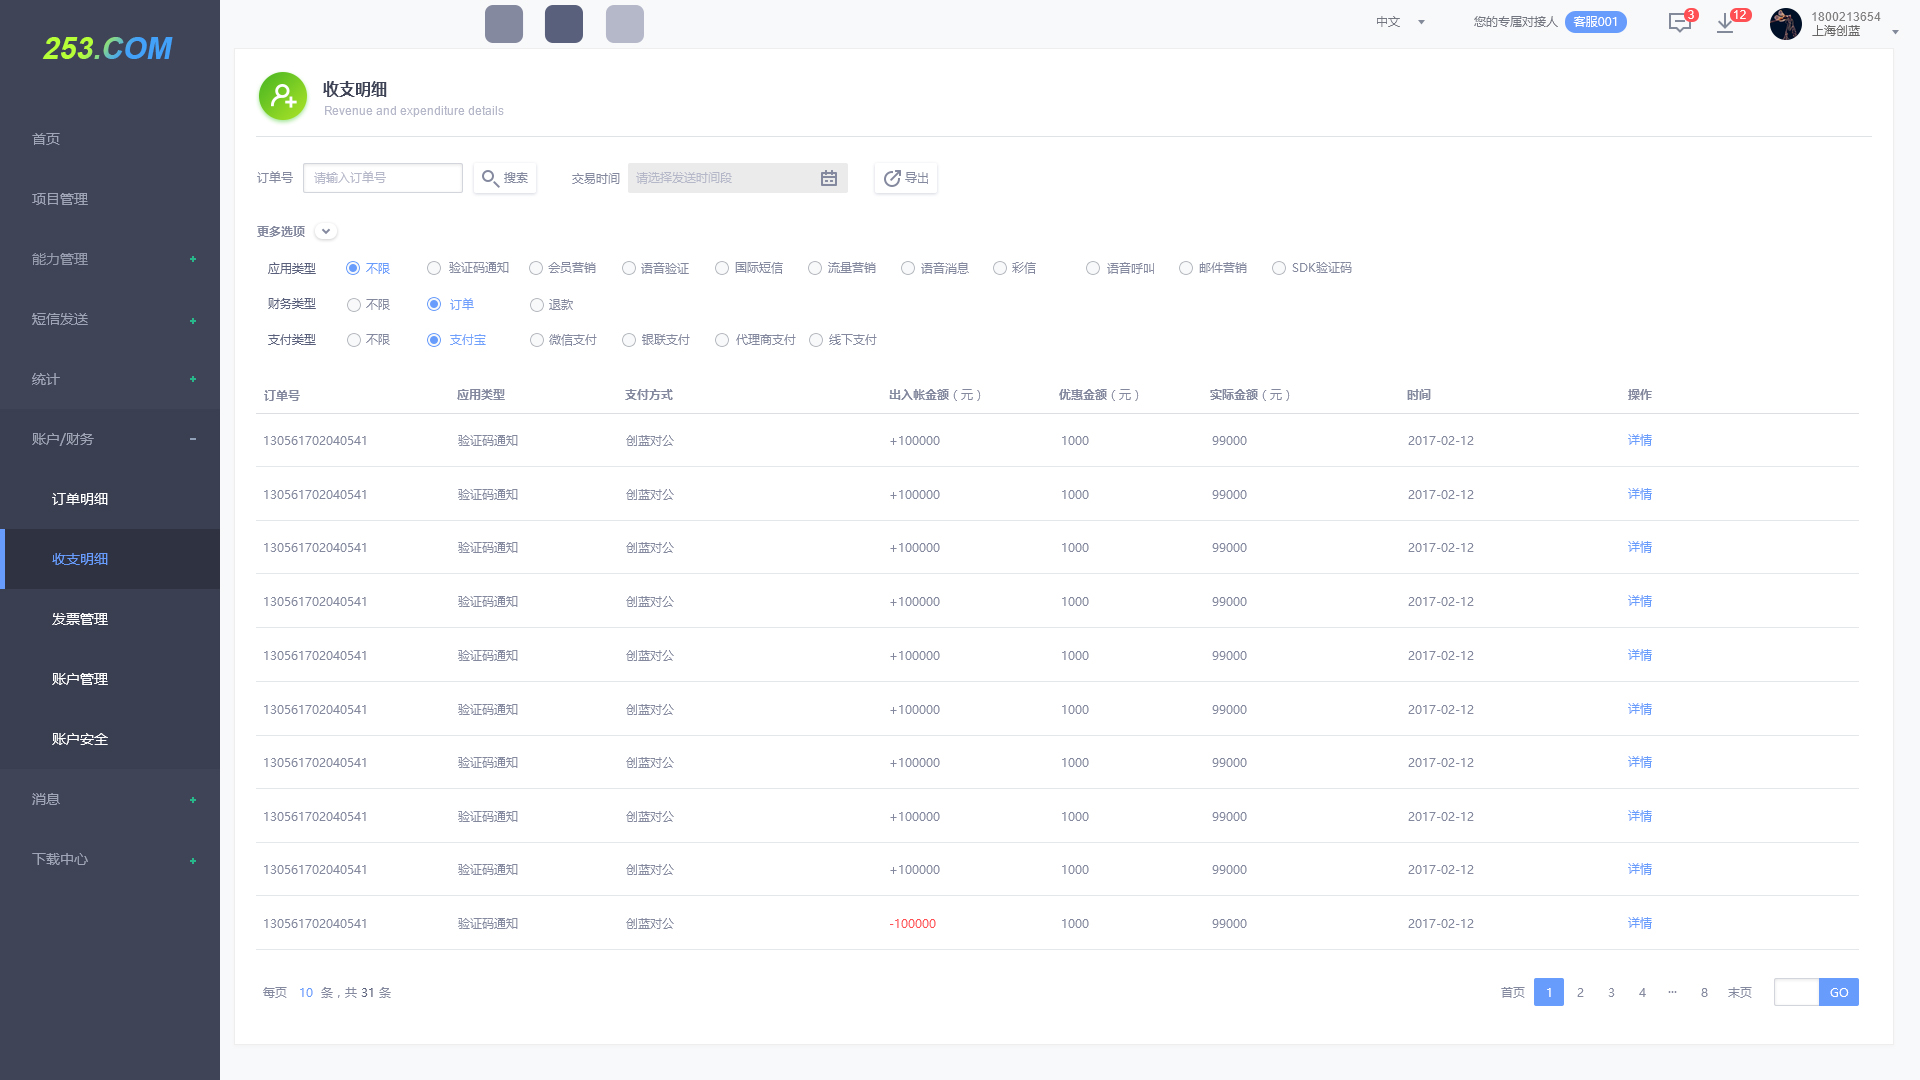 253.COM
中文
您的专属对接人 客服001
3
12
1800213654
上海创蓝
首页
项目管理
能力管理 +
短信发送 +
统计 +
账户/财务 -
订单明细
收支明细
发票管理
账户管理
账户安全
消息 +
下载中心 +
收支明细
Revenue and expenditure details
订单号 请输入订单号 搜索 交易时间 请选择发送时间段 导出
更多选项
应用类型 不限 验证码通知 会员营销 语音验证 国际短信 流量营销 语音消息 彩信 语音呼叫 邮件营销 SDK验证码
财务类型 不限 订单 退款
支付类型 不限 支付宝 微信支付 银联支付 代理商支付 线下支付
订单号 应用类型 支付方式 出入帐金额（元） 优惠金额（元） 实际金额（元） 时间 操作
130561702040541 验证码通知 创蓝对公 +100000 1000 99000 2017-02-12 详情
130561702040541 验证码通知 创蓝对公 +100000 1000 99000 2017-02-12 详情
130561702040541 验证码通知 创蓝对公 +100000 1000 99000 2017-02-12 详情
130561702040541 验证码通知 创蓝对公 +100000 1000 99000 2017-02-12 详情
130561702040541 验证码通知 创蓝对公 +100000 1000 99000 2017-02-12 详情
130561702040541 验证码通知 创蓝对公 +100000 1000 99000 2017-02-12 详情
130561702040541 验证码通知 创蓝对公 +100000 1000 99000 2017-02-12 详情
130561702040541 验证码通知 创蓝对公 +100000 1000 99000 2017-02-12 详情
130561702040541 验证码通知 创蓝对公 +100000 1000 99000 2017-02-12 详情
130561702040541 验证码通知 创蓝对公 -100000 1000 99000 2017-02-12 详情
每页 10 条，共 31 条
首页 1 2 3 4 ··· 8 末页 GO